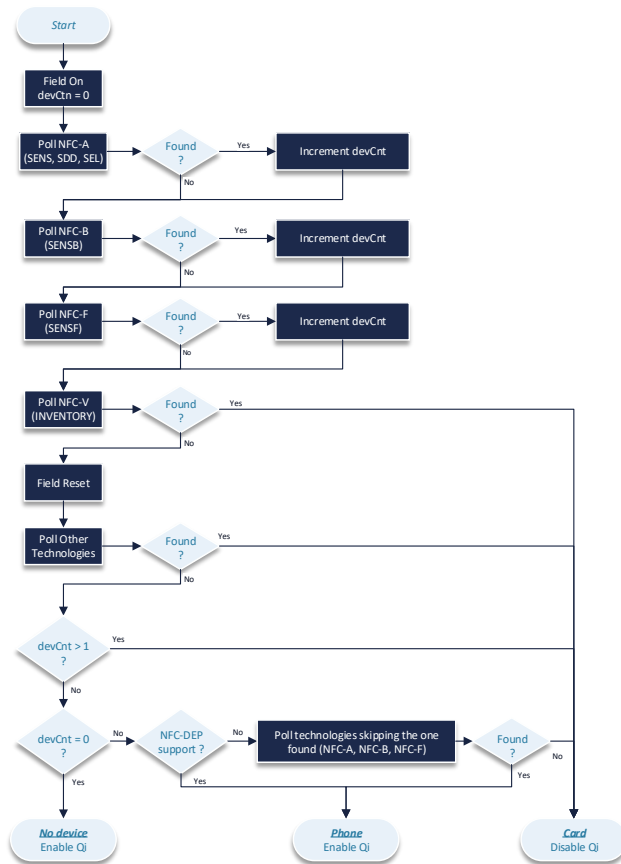 Start
Field On
devCtn = 0
Poll NFC-A
(SENS, SDD, SEL)
Found
?
Yes
Increment devCnt
No
Poll NFC-B
(SENSB)
Found
?
Yes
Increment devCnt
No
Poll NFC-F
(SENSF)
Found
?
Yes
Increment devCnt
No
Poll NFC-V
(INVENTORY)
Found
?
Yes
No
Field Reset
Poll Other
Technologies
Found
?
Yes
No
devCnt > 1
?
Yes
No
devCnt = 0
?
No
NFC-DEP
support ?
No
Poll technologies skipping the one
found (NFC-A, NFC-B, NFC-F)
Found
?
No
Yes
Yes
Yes
No device
Enable Qi
Phone
Enable Qi
Card
Disable Qi